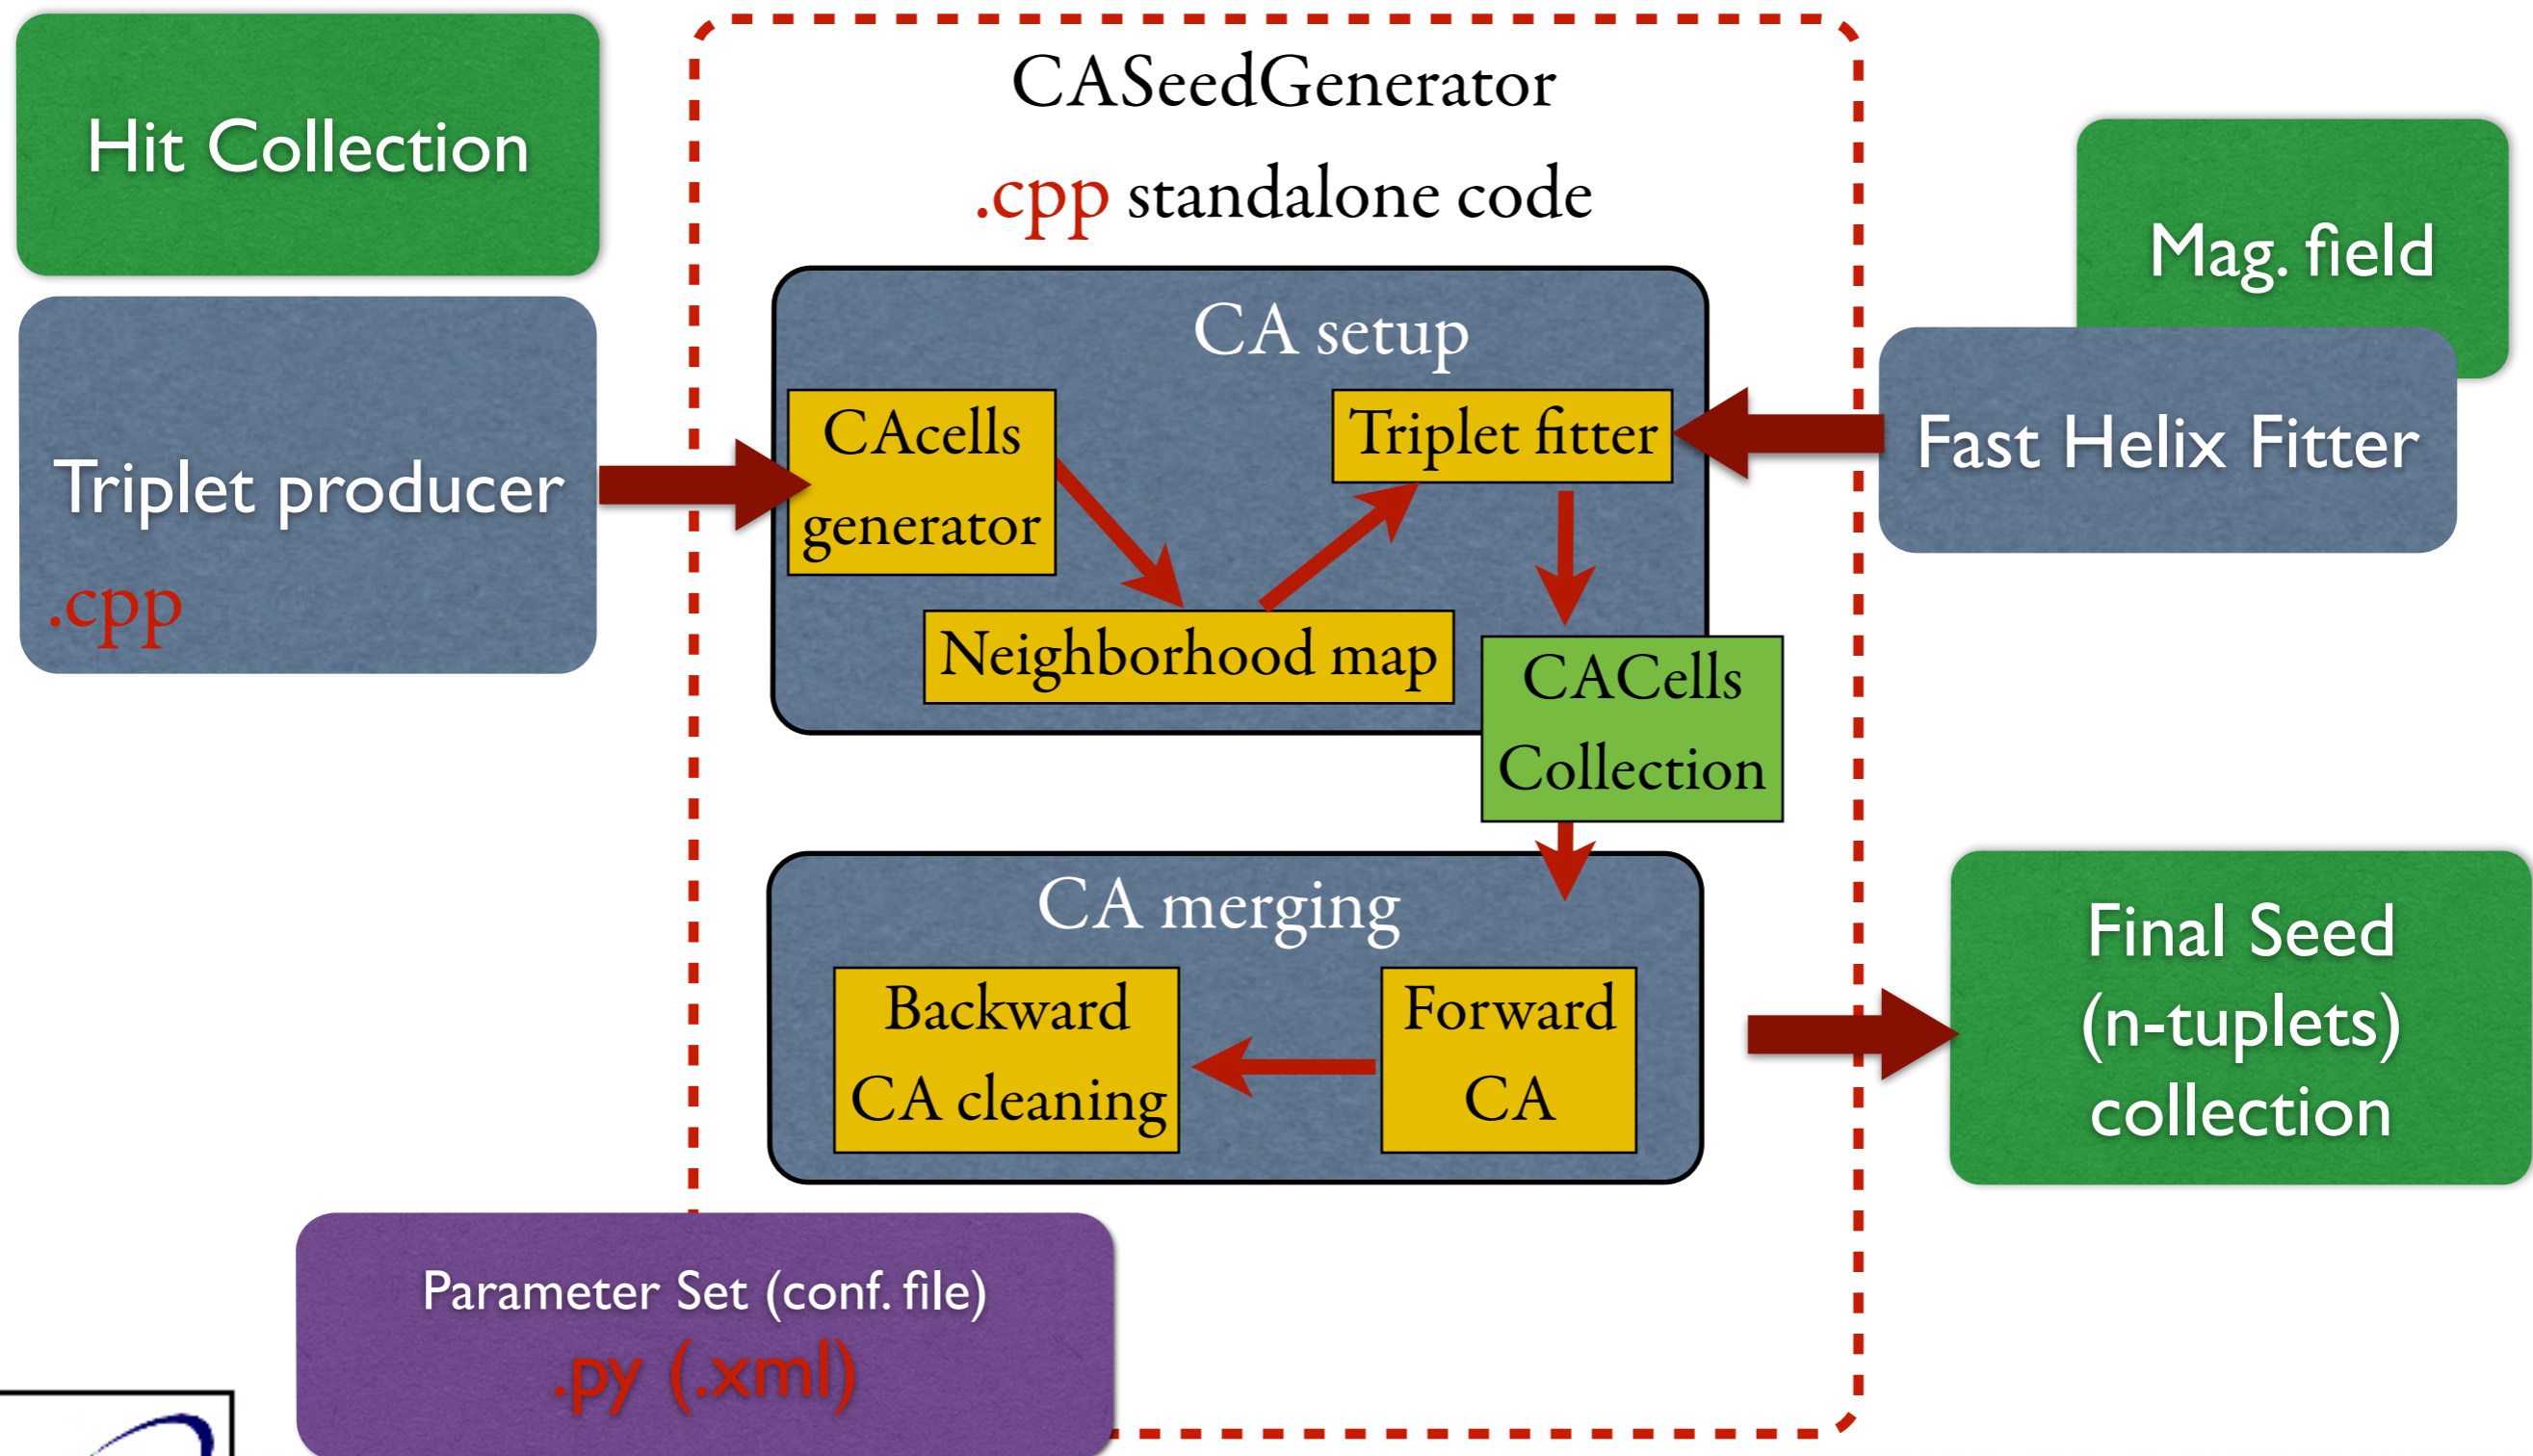 Hit Collection
Triplet producer
.cpp
CASeedGenerator
.cpp standalone code
CA setup
CAcells
generator
Triplet fitter
Neighborhood map
CACells
Collection
Mag. field
Fast Helix Fitter
CA merging
Backward
CA cleaning
Forward
CA
Final Seed
(n-tuplets)
collection
Parameter Set (conf. file)
.py (.xml)